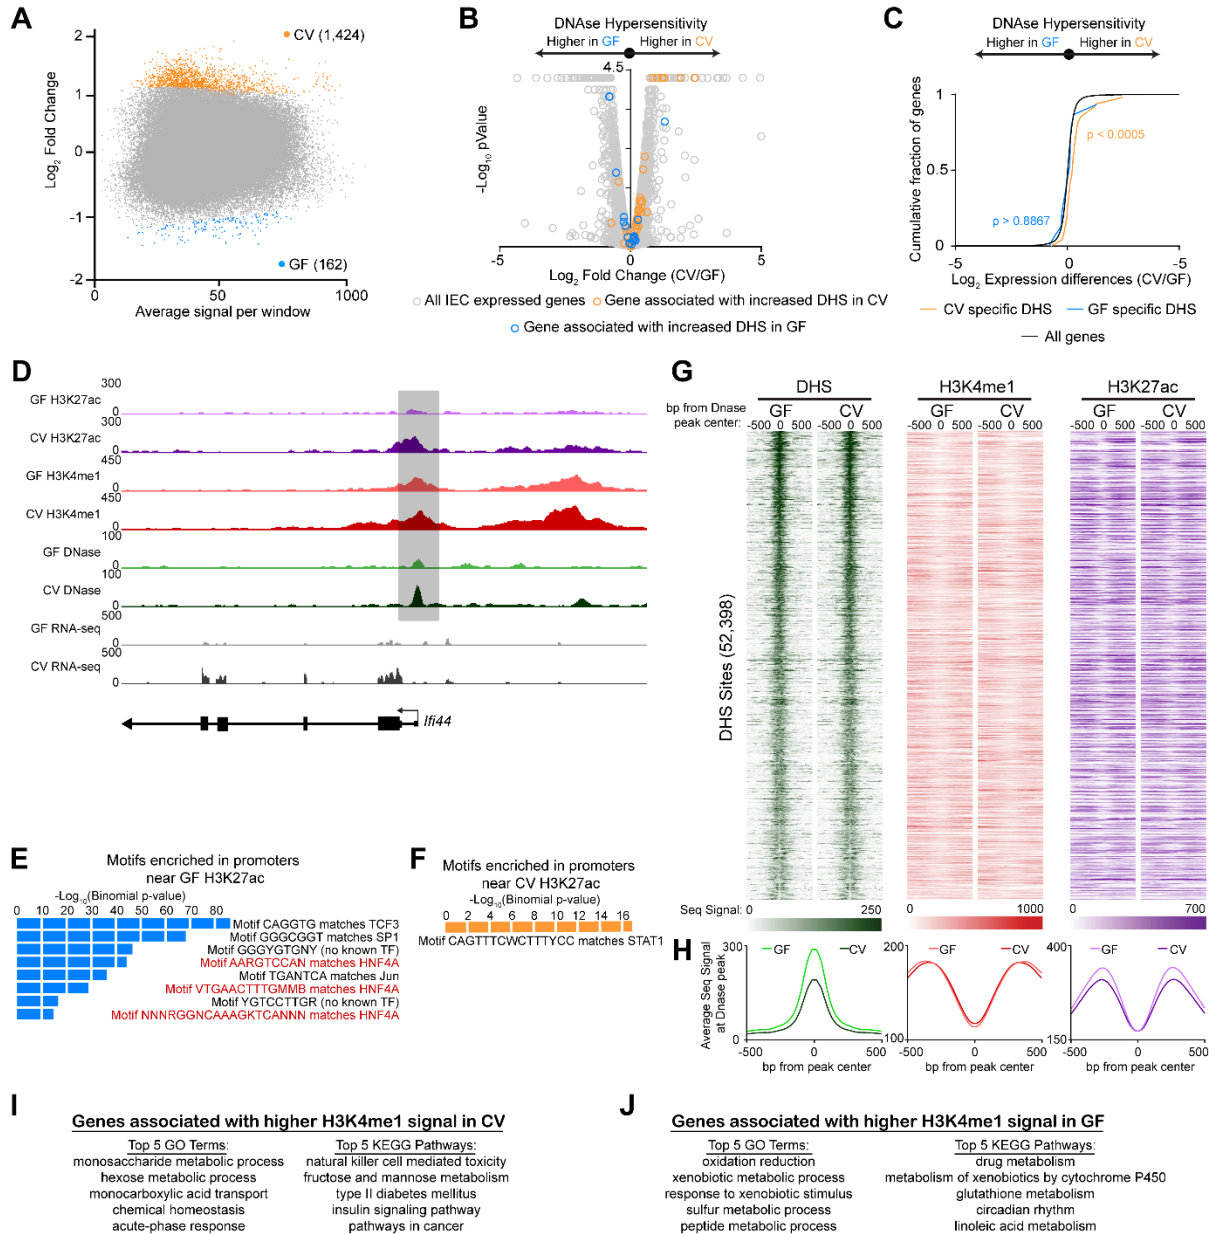 A
Log2 Fold Change
2
1
0
-1
-2
CV (1,424)
GF (162)
0
50
1000
Average signal per window
B
DNAse Hypersensitivity
Higher in GF
Higher in CV
4.5
-Log10 pValue
-5
0
5
Log2 Fold Change (CV/GF)
All IEC expressed genes
Gene associated with increased DHS in CV
Gene associated with increased DHS in GF
C
DNAse Hypersensitivity
Higher in GF
Higher in CV
Cumulative fraction of genes
1
0.5
0
p < 0.0005
p > 0.8867
-5
0
-5
Log2 Expression differences (CV/GF)
CV specific DHS
GF specific DHS
All genes
D
300
GF H3K27ac
0
300
CV H3K27ac
0
450
GF H3K4me1
0
450
CV H3K4me1
0
100
GF DNase
0
100
CV DNase
0
500
GF RNA-seq
0
500
CV RNA-seq
0
Ifi44
E
Motifs encriched in promoters
near GF H3K27ac
-Log10(Binomial p-value)
0 10 20 30 40 50 60 70 80
Motif CAGGTG matches TCF3
Motif GGGCGGT matches SP1
Motif GGGYGTGNY (no known TF)
Motif AARGTCCAN matches HNF4A
Motif TGANTCA matches Jun
Motif VTGAACTTTGMMB matches HNF4A
Motif YGTCCTTGR (no known TF)
Motif NNNRGGNCAAAGKTCANNN matches HNF4A
F
Motifs enriched in promoters
near CV H3K27ac
-Log10(Binomial p-value)
0 2 4 6 8 10 12 14 16
Motif CAGTTTCWCTTTYCC matches STAT1
G
DHS
H3K4me1
H3K27ac
bp from Dnase
peak center:
GF
CV
GF
CV
GF
CV
-500 0 500
-500 0 500
-500 0 500
-500 0 500
-500 0 500
-500 0 500
DHS Sites (52,398)
Seq Signal: 0
250
0
1000
0
700
H
Average Seq Signal
at Dnase peak
300
0
GF
CV
-500
0
500
bp from peak center
200
100
GF
CV
-500
0
500
bp from peak center
400
150
GF
CV
-500
0
500
bp from peak center
I
Genes associated with higher H3K4me1 signal in CV
Top 5 GO Terms:
monosaccharide metabolic process
hexose metabolic process
monocarboxylic acid transport
chemical homeostasis
acute-phase response
Top 5 KEGG Pathways:
natural killer cell mediated toxicity
fructose and mannose metabolism
type II diabetes mellitus
insulin signaling pathway
pathways in cancer
J
Genes associated with higher H3K4me1 signal in GF
Top 5 GO Terms:
oxidation reduction
xenobiotic metabolic process
response to xenobiotic stimulus
sulfur metabolic process
peptide metabolic process
Top 5 KEGG Pathways:
drug metabolism
metabolism of xenobiotics by cytochrome P450
glutathione metabolism
circadian rhythm
linoleic acid metabolism